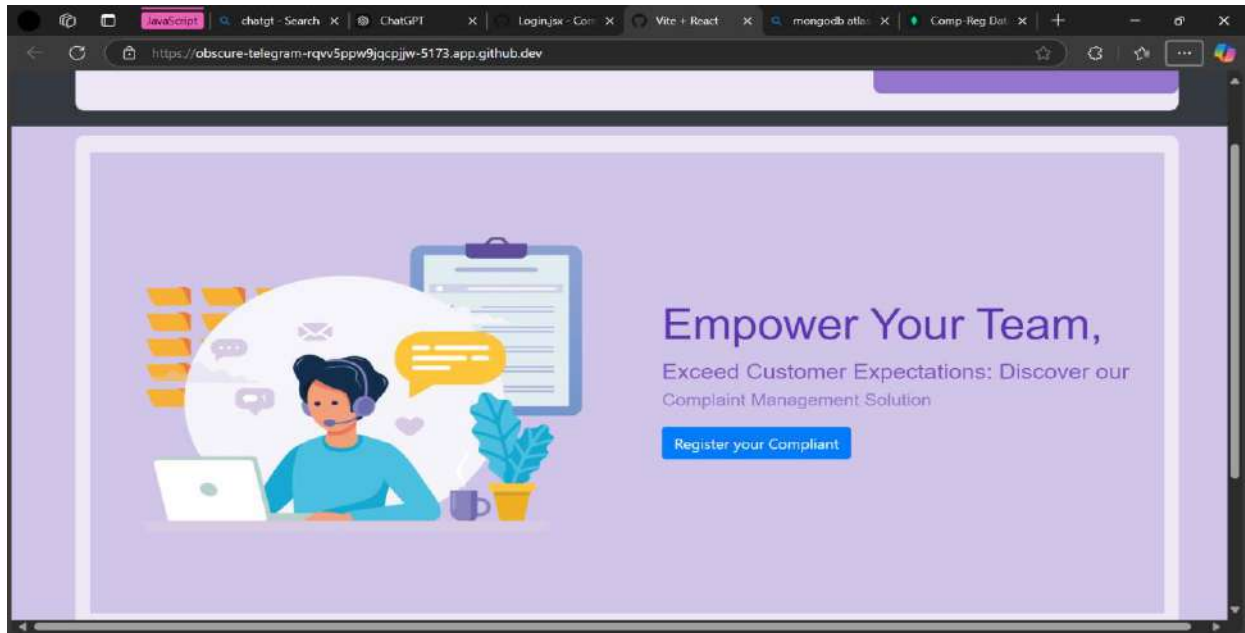 JavaScript
chatgt - Search
ChatGPT
Login.jsx - Com
Vite + React
mongodb atlas
Comp-Reg Dat
https://obscure-telegram-rqvv5ppw9jqcpjjw-5173.app.github.dev
Empower Your Team,
Exceed Customer Expectations: Discover our
Complaint Management Solution
Register your Compliant